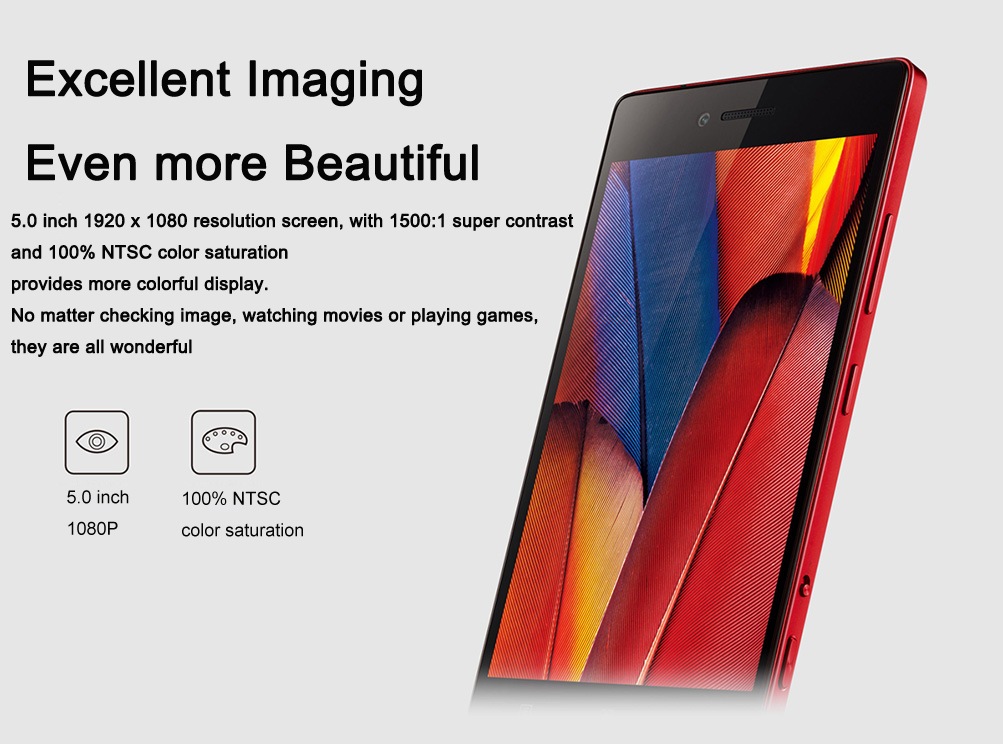 Excellent Imaging
Even more Beautiful
5.0 inch 1920 x 1080 resolution screen, with 1500:1 super contrast
and 100% NTSC color saturation
provides more colorful display.
No matter checking image, watching movies or playing games,
they are all wonderful
5.0 inch
1080P
100% NTSC
color saturation